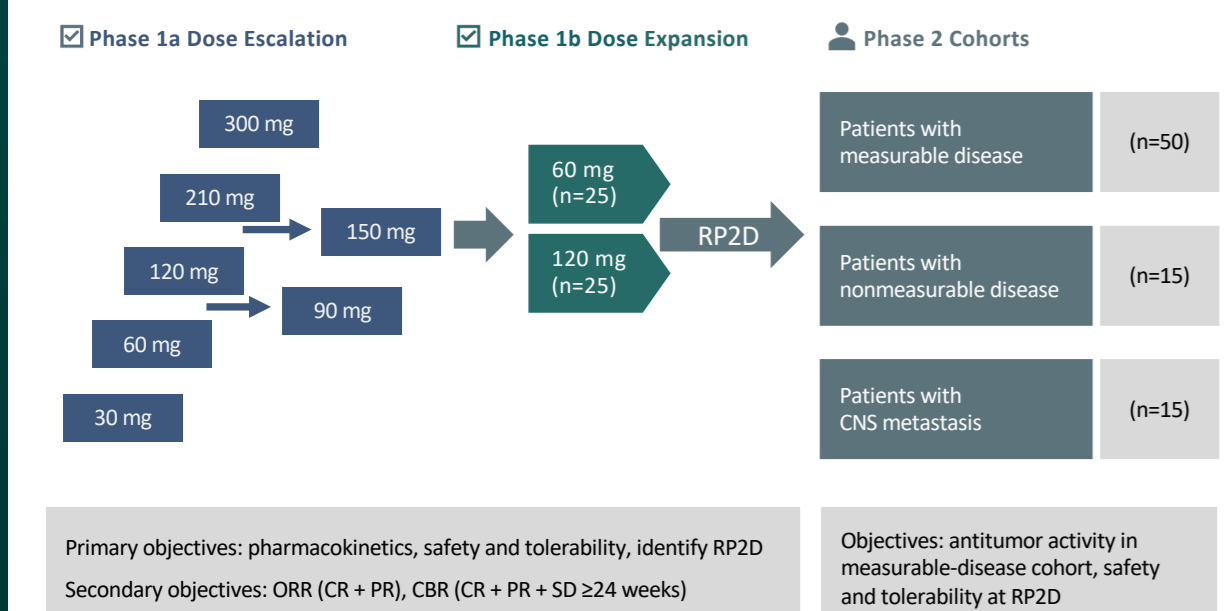 Phase 1a Dose Escalation
Phase 1b Dose Expansion
Phase 2 Cohorts
300 mg
210 mg
150 mg
120 mg
90 mg
60 mg
30 mg
60 mg
(n=25)
120 mg
(n=25)
RP2D
Patients with
measurable disease
(n=50)
Patients with
nonmeasurable disease
(n=15)
Patients with
CNS metastasis
(n=15)
Primary objectives: pharmacokinetics, safety and tolerability, identify RP2D
Secondary objectives: ORR (CR + PR), CBR (CR + PR + SD ≥24 weeks)
Objectives: antitumor activity in
measurable-disease cohort, safety
and tolerability at RP2D